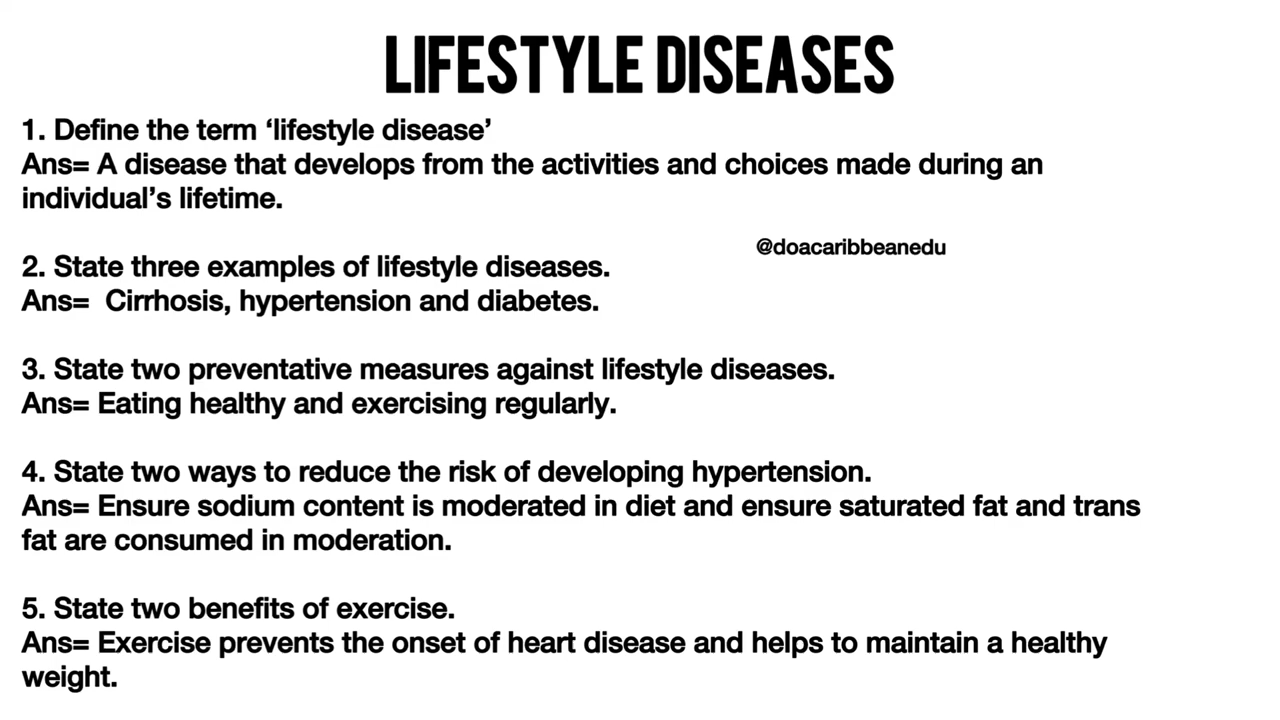 LIFESTYLE DISEASES
1. Define the term ‘lifestyle disease’
Ans= A disease that develops from the activities and choices made during an
individual’s lifetime.
@doacaribbeanedu
2. State three examples of lifestyle diseases.
Ans=  Cirrhosis, hypertension and diabetes.
3. State two preventative measures against lifestyle diseases.
Ans= Eating healthy and exercising regularly.
4. State two ways to reduce the risk of developing hypertension.
Ans= Ensure sodium content is moderated in diet and ensure saturated fat and trans
fat are consumed in moderation.
5. State two benefits of exercise.
Ans= Exercise prevents the onset of heart disease and helps to maintain a healthy
weight.